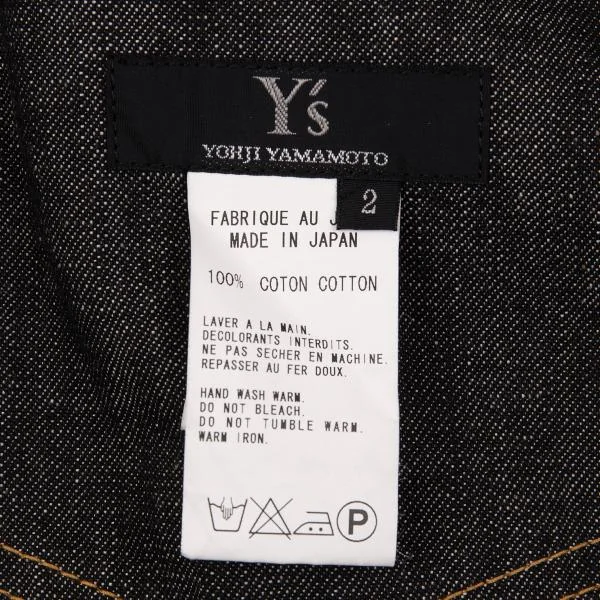 Y's
YOHJI YAMAMOTO
2
FABRIQUE AU
MADE IN JAPAN
100% COTON COTTON
LAVER A LA MAIN.
DECOLORANTS INTERDITS.
NE PAS SECHER EN MACHINE.
REPASSER AU FER DOUX.
HAND WASH WARM.
DO NOT BLEACH.
DO NOT TUMBLE WARM.
WARM IRON.
P